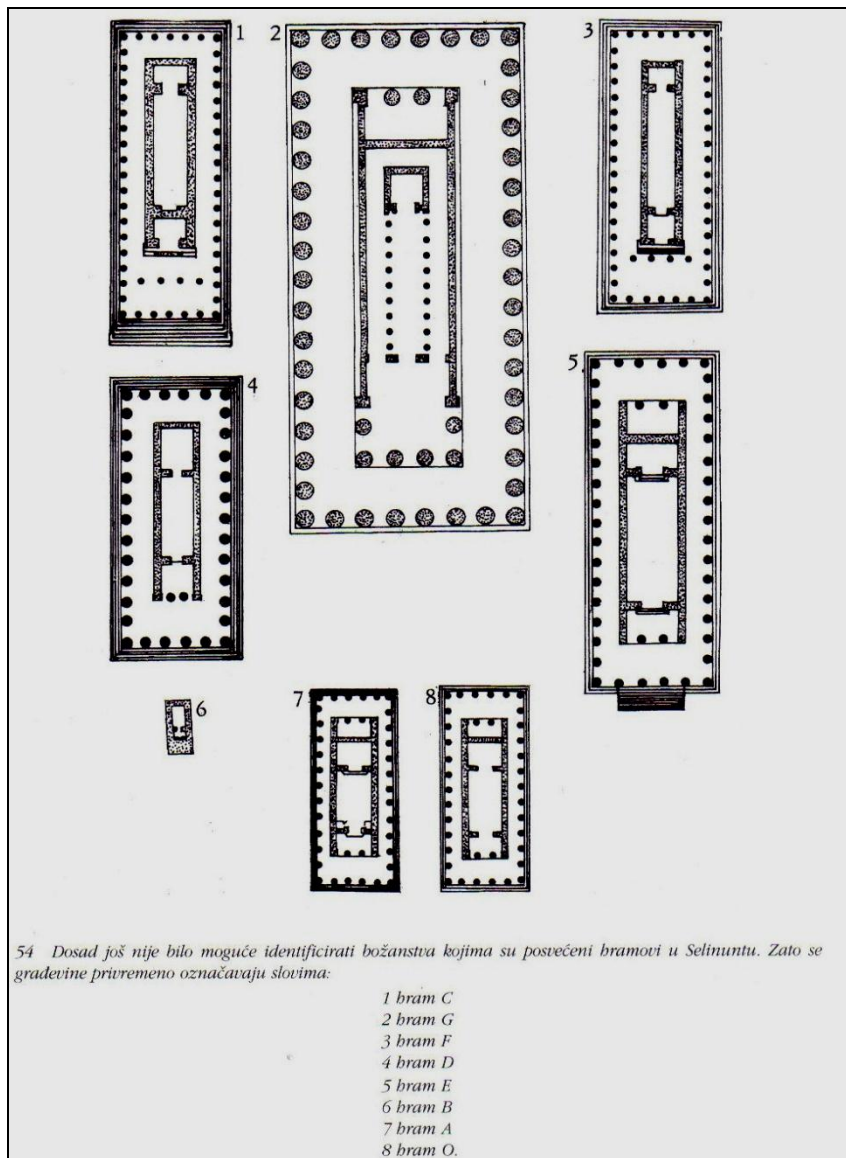 1
2
3
4
5
6
7
8
54 Dosad još nije bilo moguće identificirati božanstva kojima su posvećeni hramovi u Selinuntu. Zato se
građevine privremeno označavaju slovima:
1 hram C
2 hram G
3 hram F
4 hram D
5 hram E
6 hram B
7 hram A
8 hram O.